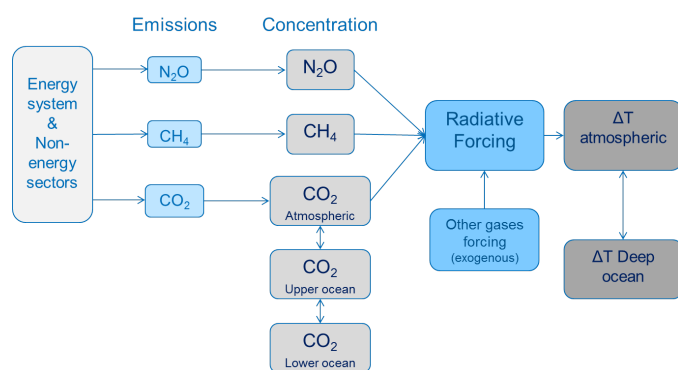 Emissions
Concentration
Energy
system
&
Non-
energy
sectors
N₂O
CH₄
CO₂
N₂O
CH₄
CO₂
Atmospheric
CO₂
Upper ocean
CO₂
Lower ocean
Radiative
Forcing
Other gases
forcing
(exogenous)
ΔT
atmospheric
ΔT Deep
ocean